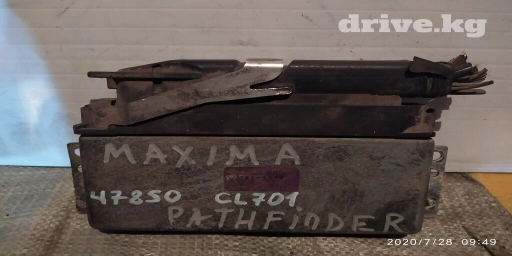 drive.kg
MAXIMA
47850 CL701
PATHFINDER
2020/7/28 09:49